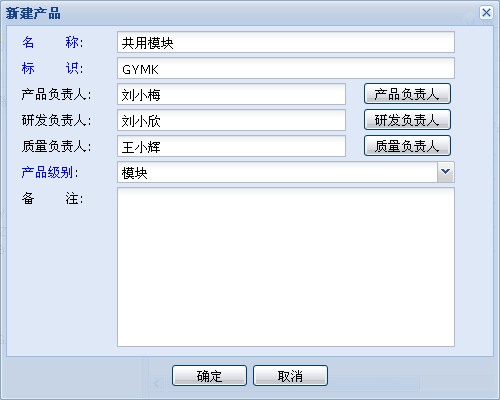 新建产品
名 称: 共用模块
标 识: GYMK
产品负责人: 刘小梅 产品负责人
研发负责人: 刘小欣 研发负责人
质量负责人: 王小辉 质量负责人
产品级别: 模块
备 注:
确定 取消